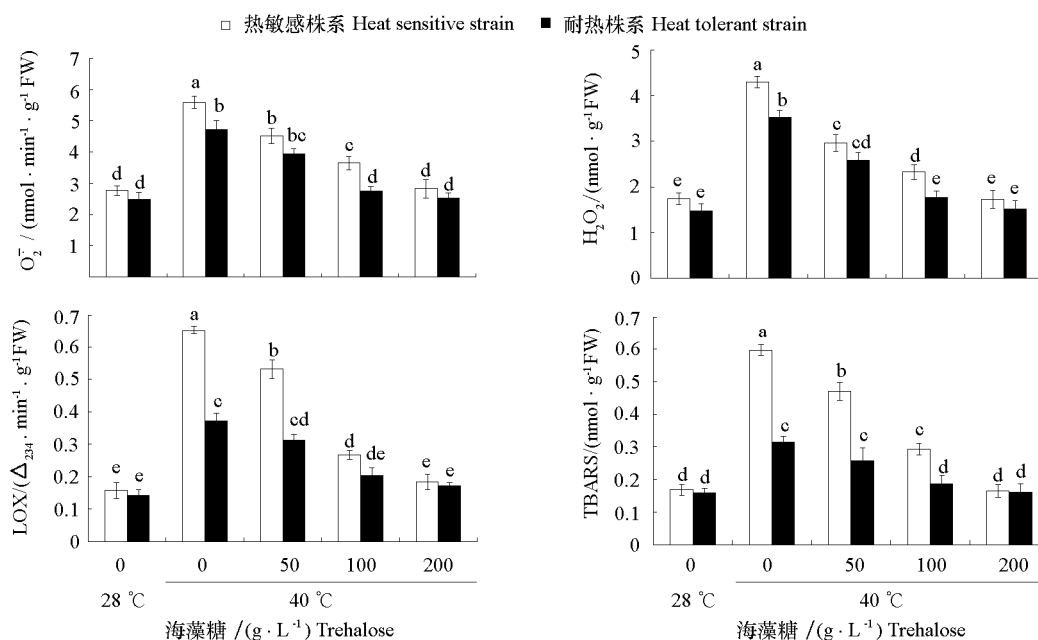 □ 热敏感株系 Heat sensitive strain ■ 耐热株系 Heat tolerant strain
O₂⁻ / (nmol · min⁻¹ · g⁻¹ FW)
7
6
5
4
3
2
1
d d a b b bc c d d d
H₂O₂/(nmol · g⁻¹FW)
5
4
3
2
1
0
e e a b c cd d e e e
LOX/(△₂₃₄. min⁻¹ · g⁻¹FW)
0.7
0.6
0.5
0.4
0.3
0.2
0.1
0
e e a c b cd d de e e
0 0 50 100 200
28 ℃ 40 ℃
海藻糖 /(g · L⁻¹) Trehalose
TBARS/(nmol · g⁻¹FW)
0.7
0.6
0.5
0.4
0.3
0.2
0.1
0
d d a c b c c d d d
0 0 50 100 200
28 ℃ 40 ℃
海藻糖 /(g · L⁻¹) Trehalose